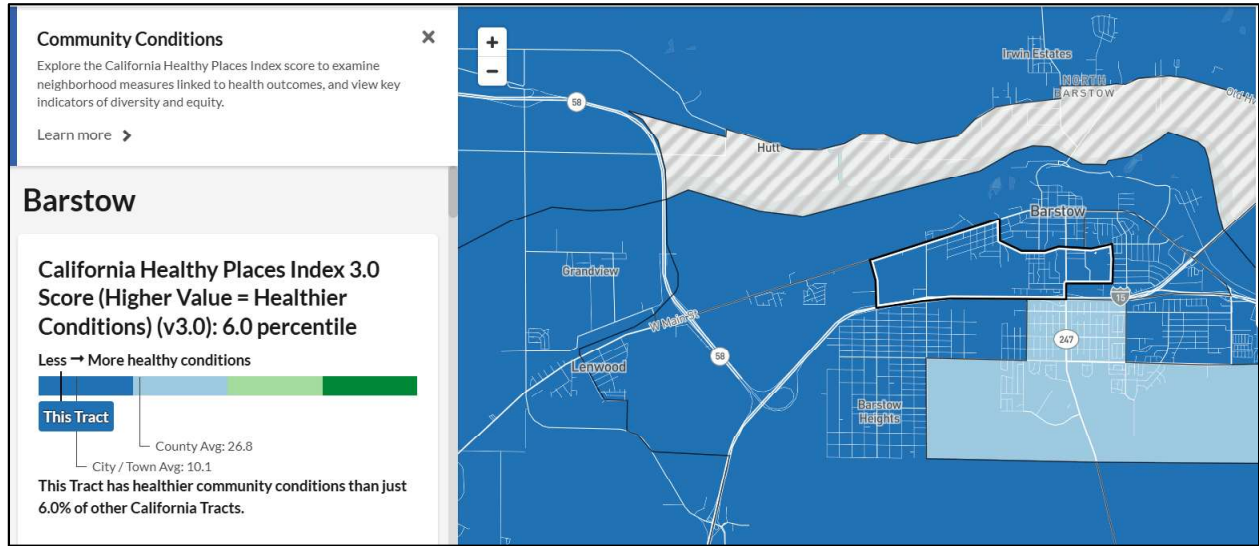 Community Conditions
×
Explore the California Healthy Places Index score to examine
neighborhood measures linked to health outcomes, and view key
indicators of diversity and equity.
Learn more
Barstow
California Healthy Places Index 3.0
Score (Higher Value = Healthier
Conditions) (v3.0): 6.0 percentile
Less → More healthy conditions
This Tract
County Avg: 26.8
City / Town Avg: 10.1
This Tract has healthier community conditions than just
6.0% of other California Tracts.
+
−
Irwin Estates
NORTH
BARSTOW
58
Hutt
Barstow
Grandview
15
W Main St
247
58
Lenwood
Barstow
Heights